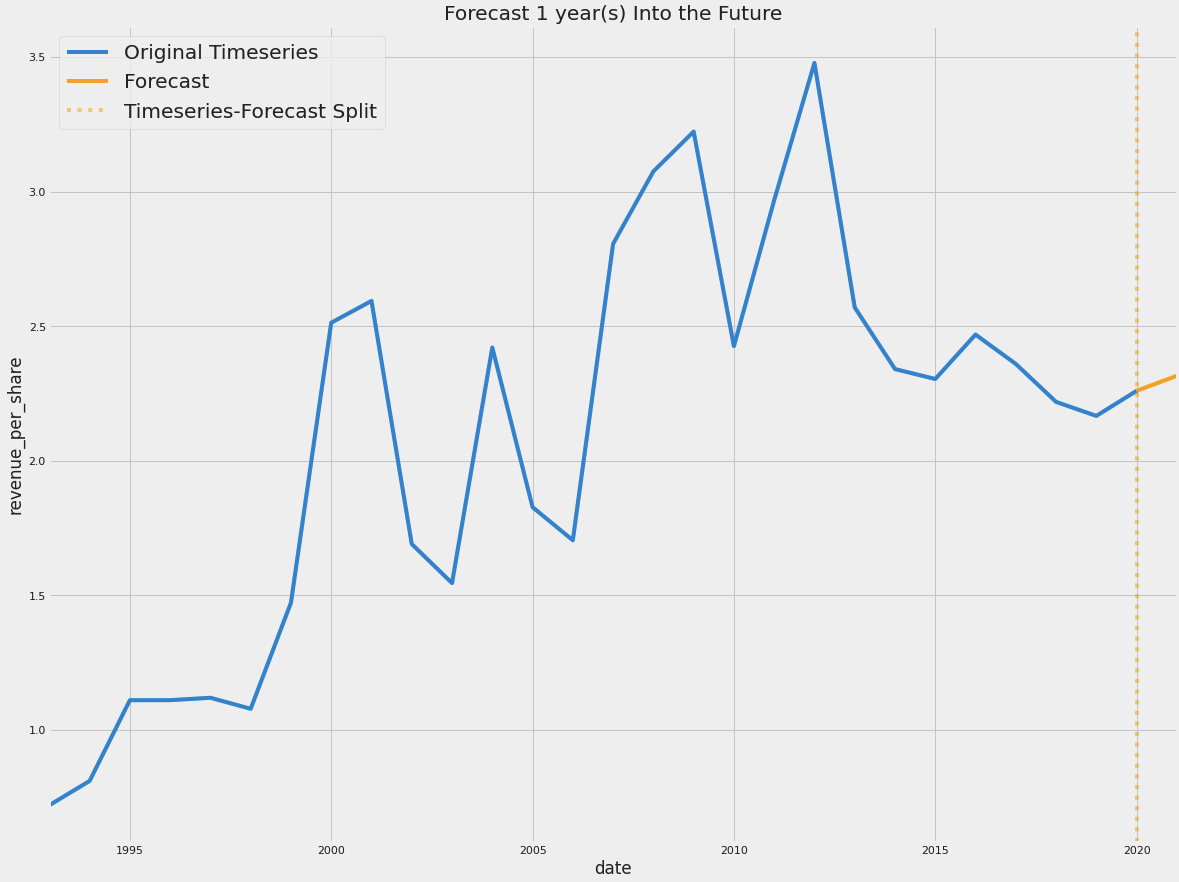 Forecast 1 year(s) Into the Future
Original Timeseries
Forecast
Timeseries-Forecast Split
3.5
3.0
2.5
2.0
1.5
1.0
revenue_per_share
1995
2000
2005
2010
2015
2020
date